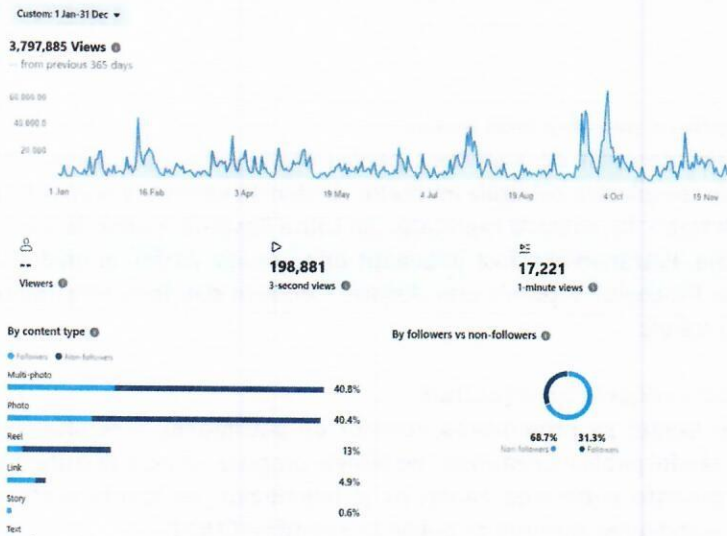 Custom: 1 Jan-31 Dec
3,797,885 Views
-- from previous 365 days
60.000.00
40.000.0
20 000
1 Jan 16 Feb 3 Apr 19 May 4 Jul 19 Aug 4 Oct 19 Nov
--
Viewers
198,881
3-second views
17,221
1-minute views
By content type
Followers Non-followers
Multi-photo
40.8%
Photo
40.4%
Reel
13%
Link
4.9%
Story
0.6%
Text
By followers vs non-followers
68.7% 31.3%
Non-followers Followers